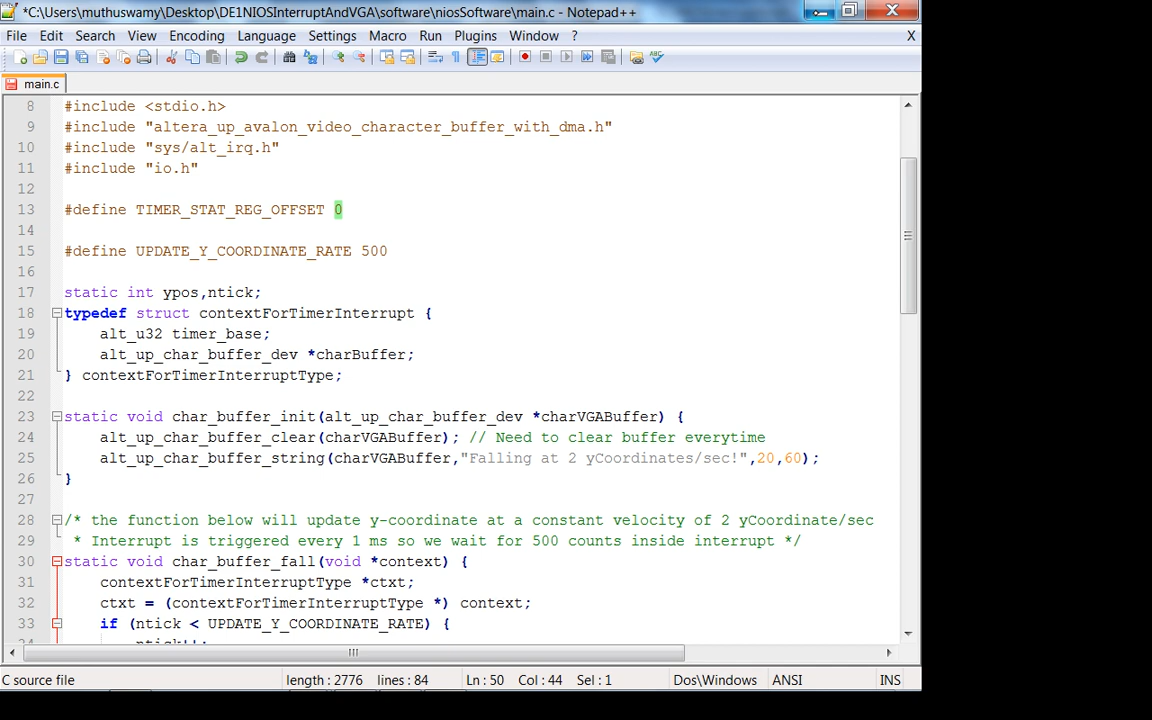 *C:\Users\muthuswamy\Desktop\DE1NIOSInterruptAndVGA\software\niosSoftware\main.c - Notepad++
File Edit Search View Encoding Language Settings Macro Run Plugins Window ? X
main.c
8 #include <stdio.h>
9 #include "altera_up_avalon_video_character_buffer_with_dma.h"
10 #include "sys/alt_irq.h"
11 #include "io.h"
12
13 #define TIMER_STAT_REG_OFFSET 0
14
15 #define UPDATE_Y_COORDINATE_RATE 500
16
17 static int ypos,ntick;
18 typedef struct contextForTimerInterrupt {
19 alt_u32 timer_base;
20 alt_up_char_buffer_dev *charBuffer;
21 } contextForTimerInterruptType;
22
23 static void char_buffer_init(alt_up_char_buffer_dev *charVGABuffer) {
24 alt_up_char_buffer_clear(charVGABuffer); // Need to clear buffer everytime
25 alt_up_char_buffer_string(charVGABuffer,"Falling at 2 yCoordinates/sec!",20,60);
26 }
27
28 /* the function below will update y-coordinate at a constant velocity of 2 yCoordinate/sec
29 * Interrupt is triggered every 1 ms so we wait for 500 counts inside interrupt */
30 static void char_buffer_fall(void *context) {
31 contextForTimerInterruptType *ctxt;
32 ctxt = (contextForTimerInterruptType *) context;
33 if (ntick < UPDATE_Y_COORDINATE_RATE) {
C source file length : 2776 lines : 84 Ln : 50 Col : 44 Sel : 1 Dos\Windows ANSI INS